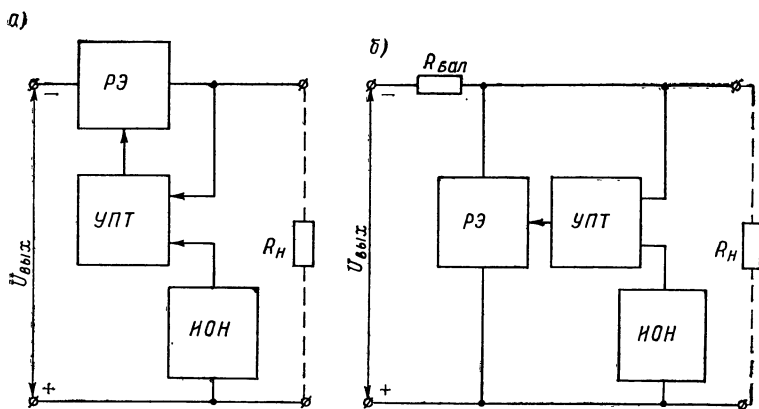 а)
РЭ
−
УПТ
Uвых
Rн
ИОН
+
б)
Rбал
−
РЭ
УПТ
Uвых
Rн
ИОН
+